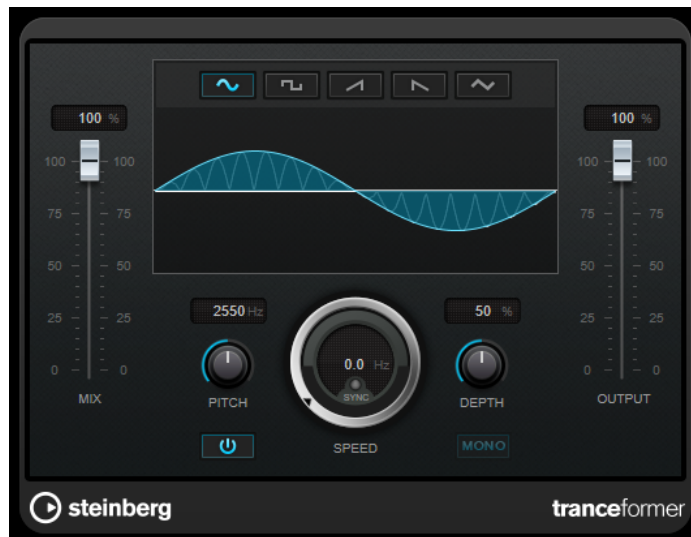 100 %
100 %
100 100
75 75
50 50
25 25
0 0
MIX
100 100
75 75
50 50
25 25
0 0
OUTPUT
2550 Hz
PITCH
0.0 Hz
SYNC
SPEED
50 %
DEPTH
MONO
steinberg
tranceformer